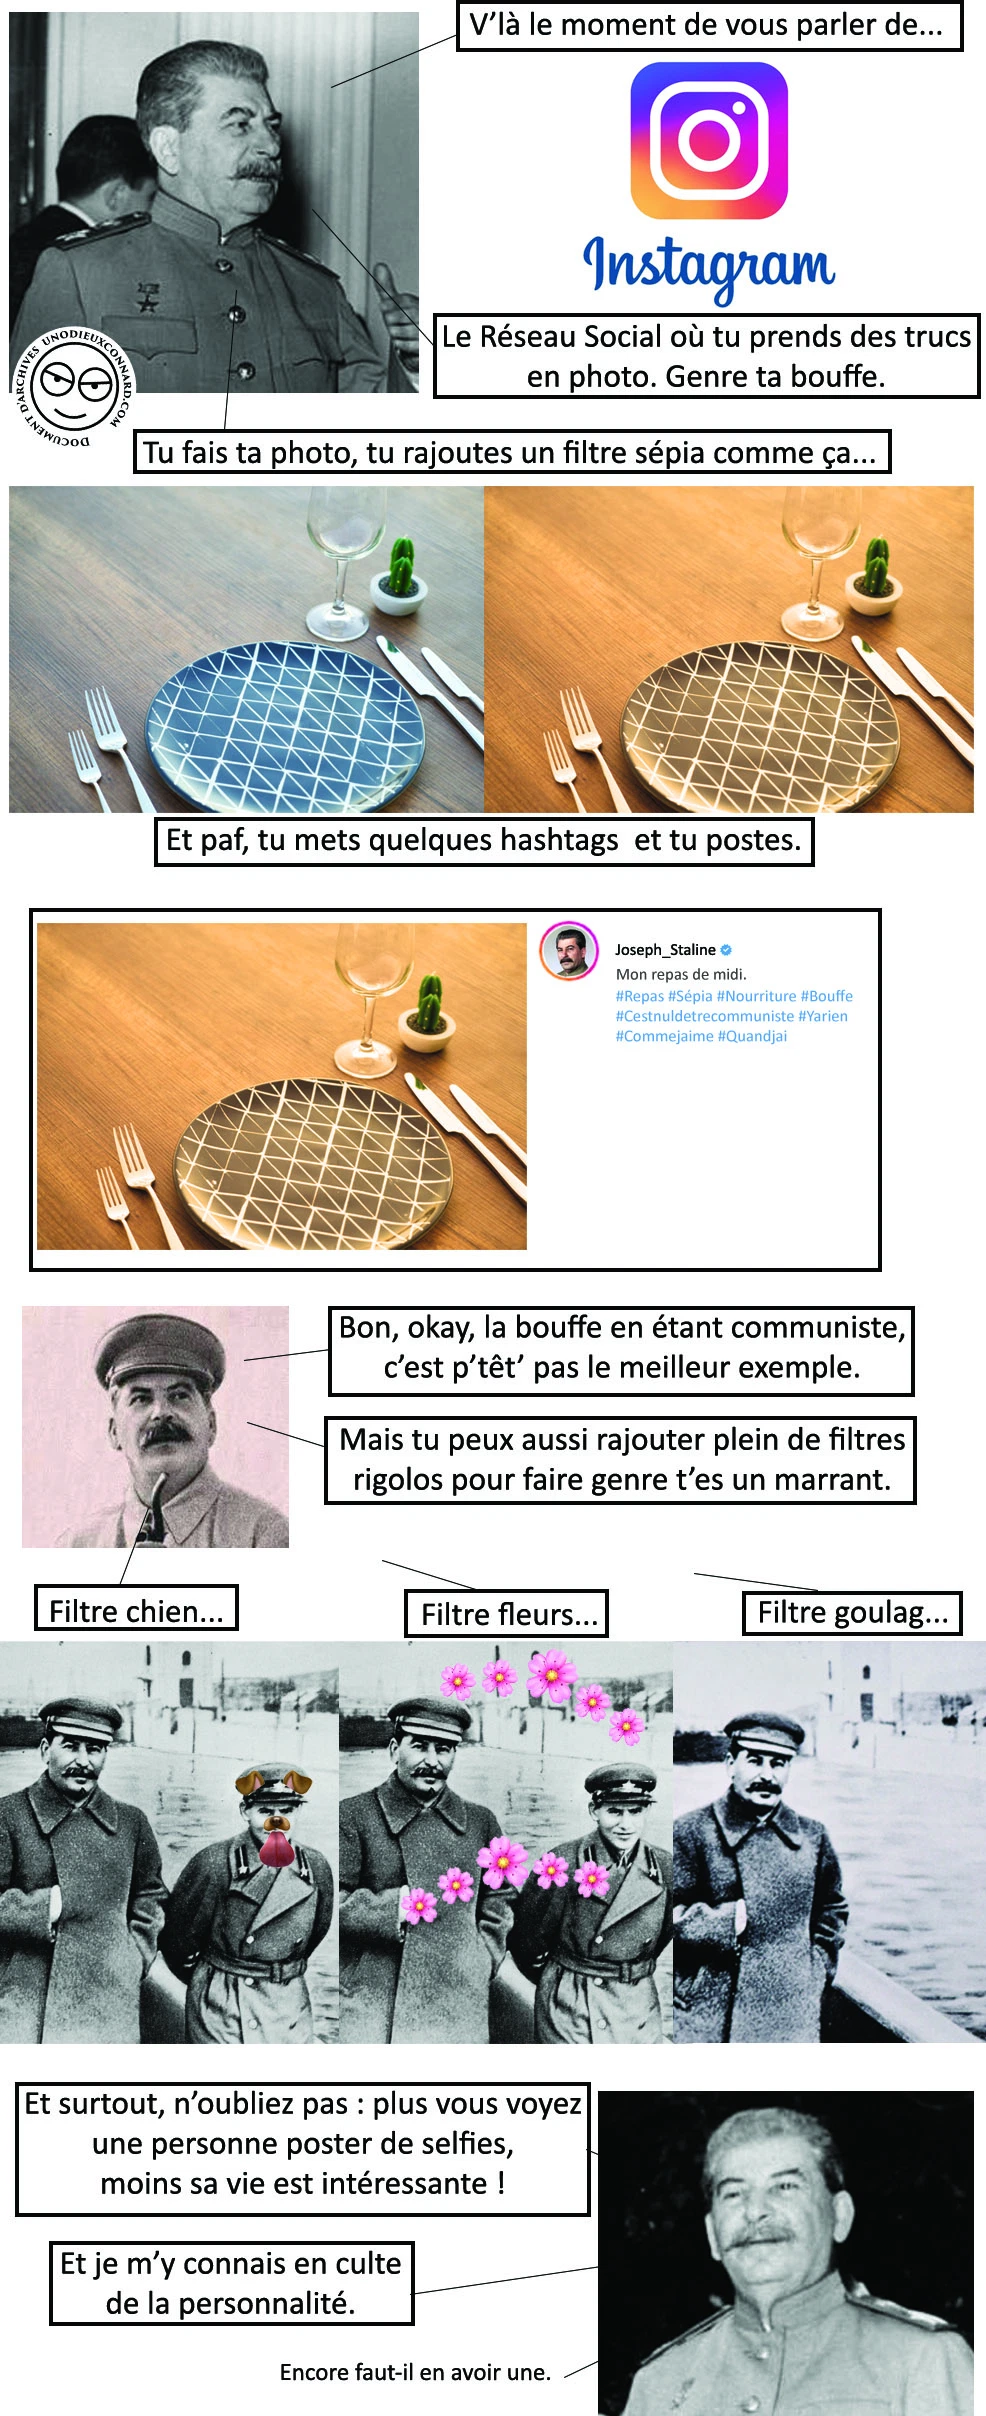 V'là le moment de vous parler de...
Instagram
Le Réseau Social où tu prends des trucs
en photo. Genre ta bouffe.
DOCUMENT D'ARCHIVES UNODIEUXCONNARD.COM
Tu fais ta photo, tu rajoutes un filtre sépia comme ça...
Et paf, tu mets quelques hashtags et tu postes.
Joseph_Staline
Mon repas de midi.
#Repas #Sépia #Nourriture #Bouffe
#Cestnuldetrecommuniste #Yarien
#Commejaime #Quandjai
Bon, okay, la bouffe en étant communiste,
c'est p'têt' pas le meilleur exemple.
Mais tu peux aussi rajouter plein de filtres
rigolos pour faire genre t'es un marrant.
Filtre chien...
Filtre fleurs...
Filtre goulag...
Et surtout, n'oubliez pas : plus vous voyez
une personne poster de selfies,
moins sa vie est intéressante !
Et je m'y connais en culte
de la personnalité.
Encore faut-il en avoir une.